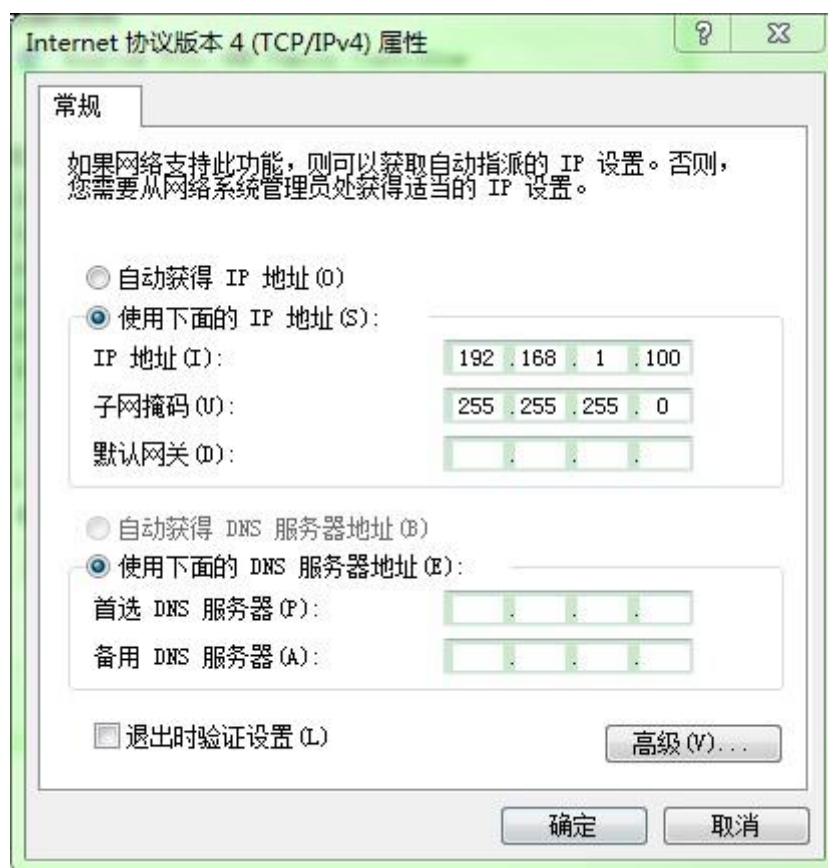 Internet 协议版本 4 (TCP/IPv4) 属性
常规
如果网络支持此功能，则可以获取自动指派的 IP 设置。否则，
您需要从网络系统管理员处获得适当的 IP 设置。
自动获得 IP 地址(O)
使用下面的 IP 地址(S):
IP 地址(I): 192 .168 . 1 .100
子网掩码(U): 255 .255 .255 . 0
默认网关(D): . . .
自动获得 DNS 服务器地址(B)
使用下面的 DNS 服务器地址(E):
首选 DNS 服务器(P): . . .
备用 DNS 服务器(A): . . .
退出时验证设置(L)
高级(V)...
确定 取消